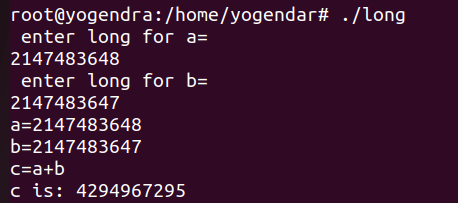 root@yogendra:/home/yogendar# ./long
enter long for a=
2147483648
enter long for b=
2147483647
a=2147483648
b=2147483647
c=a+b
c is: 4294967295